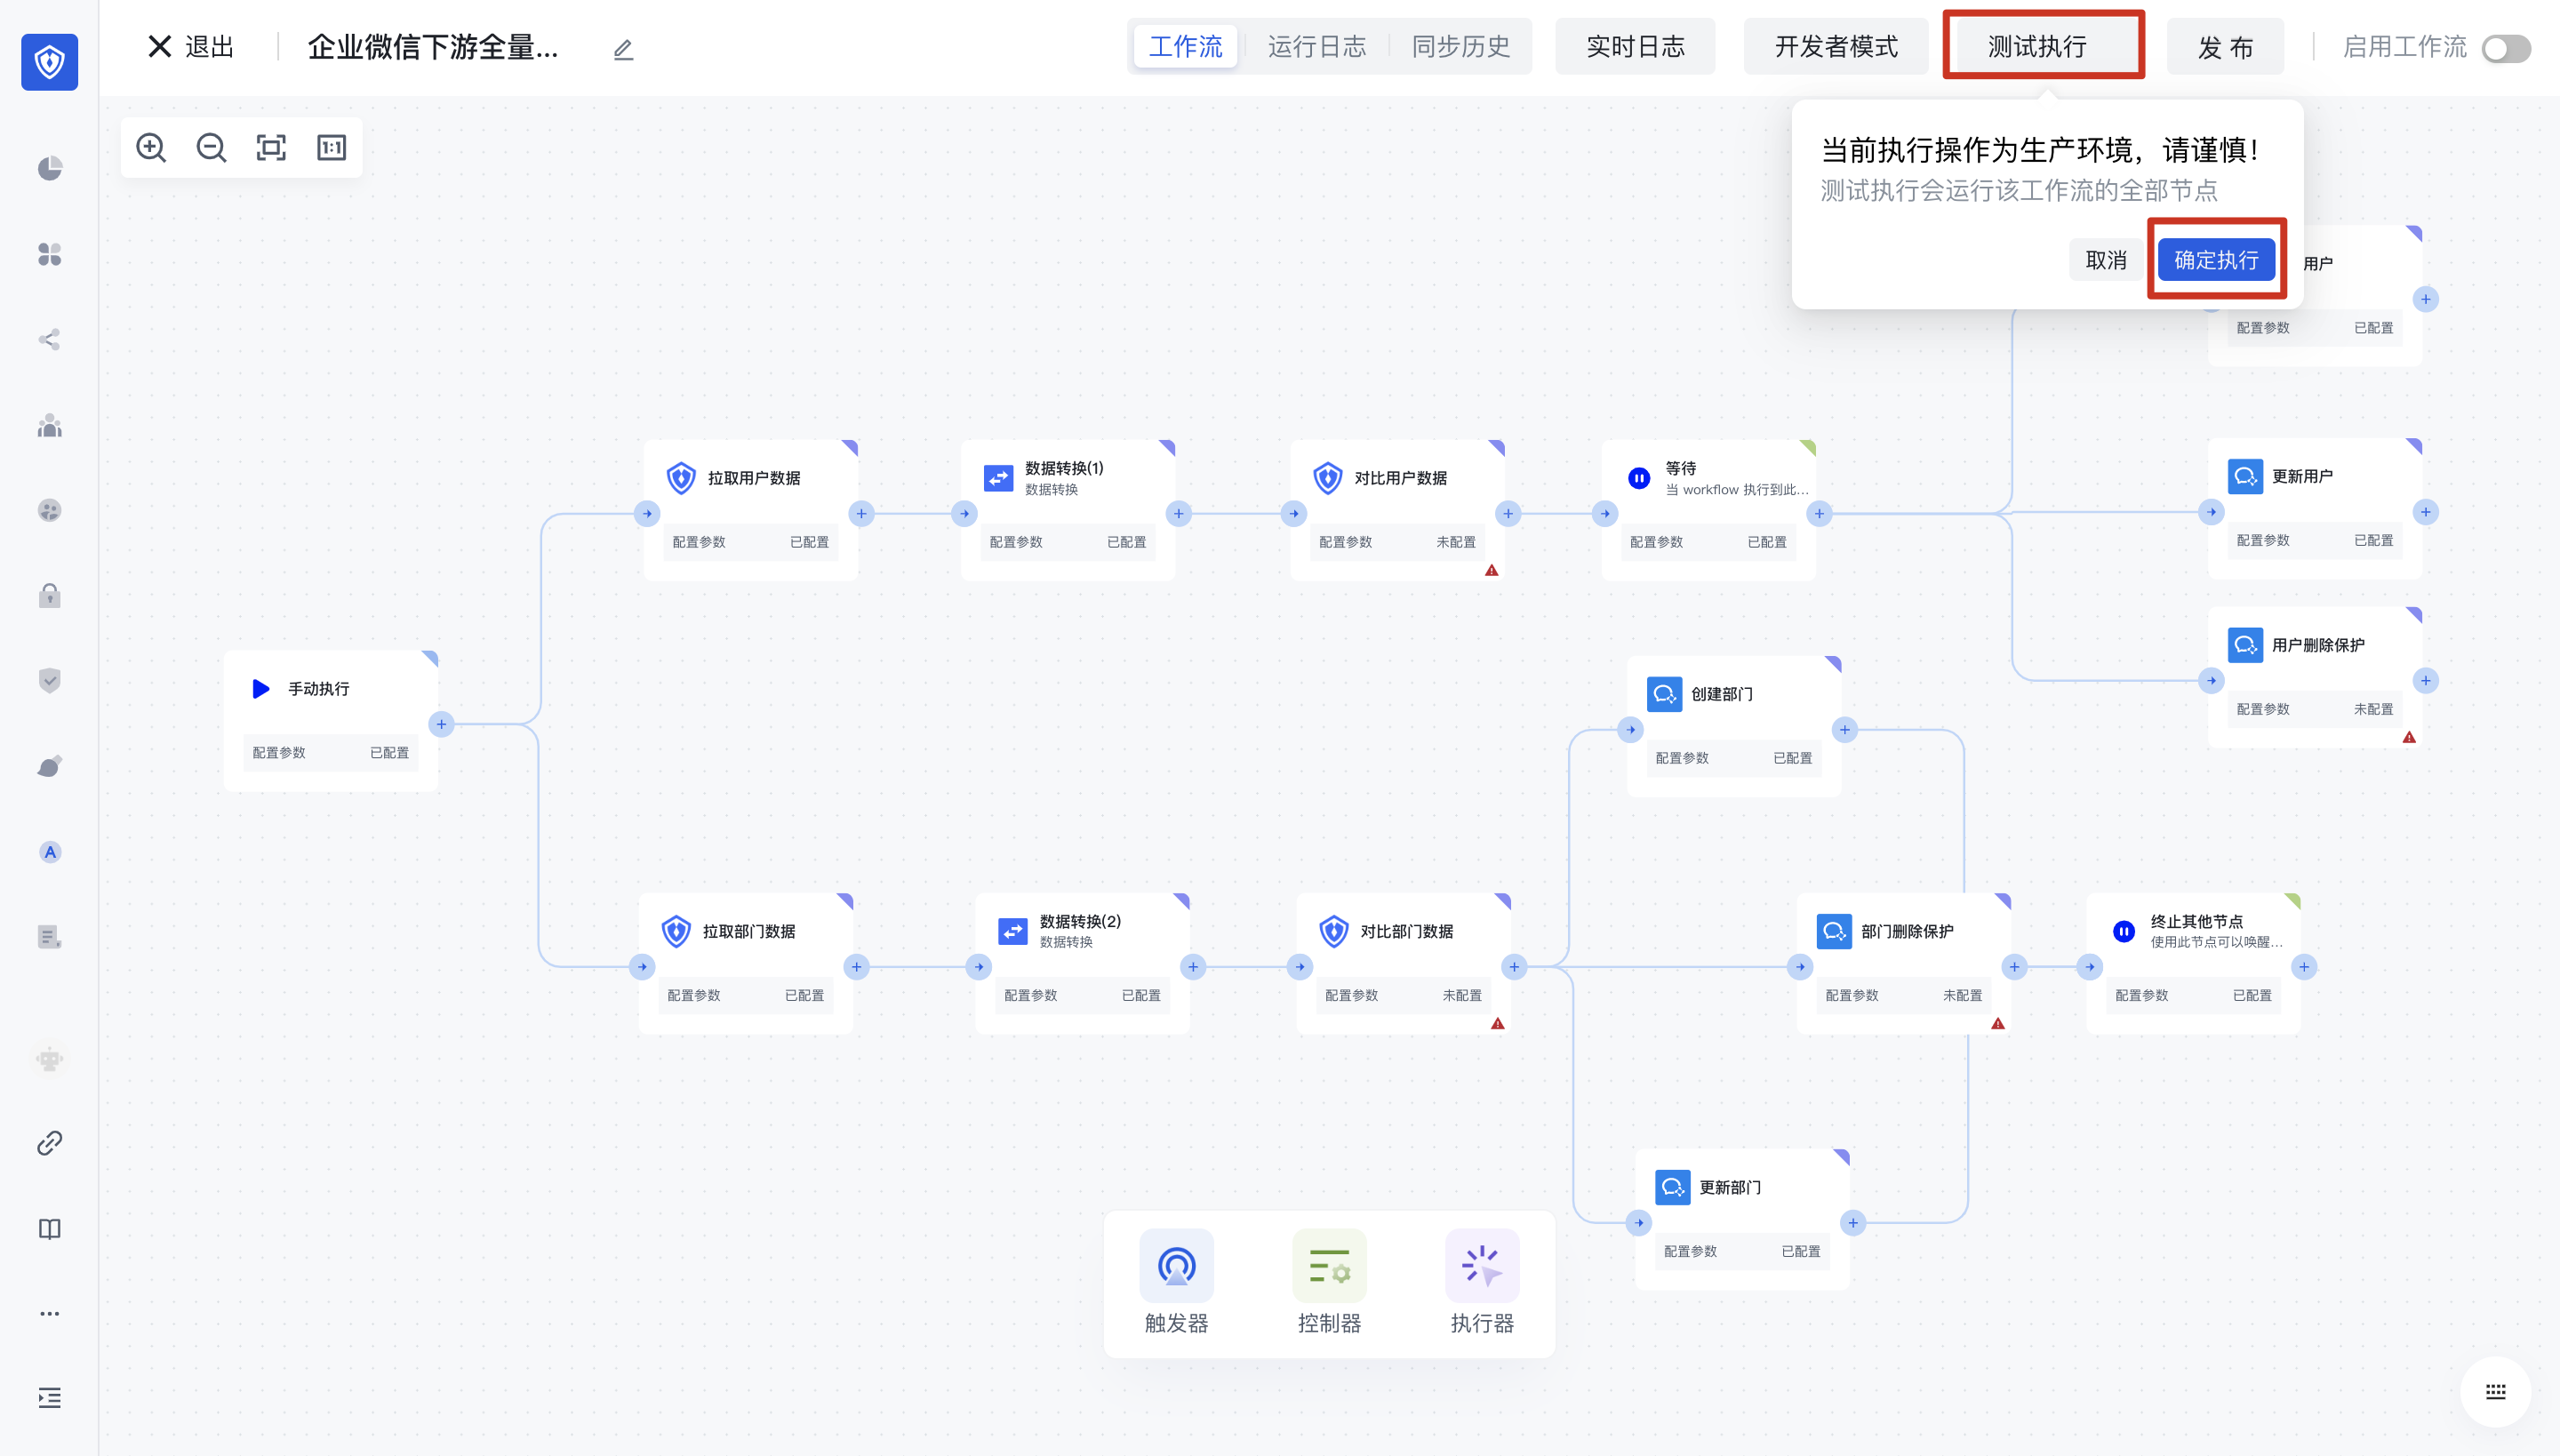 退出
企业微信下游全量...
工作流
运行日志
同步历史
实时日志
开发者模式
测试执行
发 布
启用工作流
当前执行操作为生产环境，请谨慎！
测试执行会运行该工作流的全部节点
取消
确定执行
1:1
用户
配置参数 已配置
拉取用户数据
配置参数 已配置
数据转换(1)
数据转换
配置参数 已配置
对比用户数据
配置参数 未配置
等待
当 workflow 执行到此...
配置参数 已配置
更新用户
配置参数 已配置
用户删除保护
配置参数 未配置
手动执行
配置参数 已配置
创建部门
配置参数 已配置
A
拉取部门数据
配置参数 已配置
数据转换(2)
数据转换
配置参数 已配置
对比部门数据
配置参数 未配置
部门删除保护
配置参数 未配置
终止其他节点
使用此节点可以唤醒...
配置参数 已配置
更新部门
配置参数 已配置
触发器
控制器
执行器